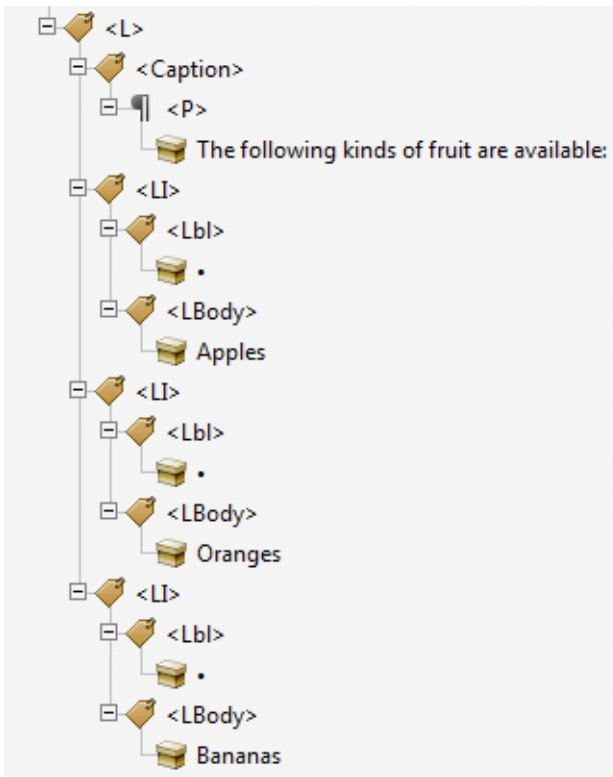 <L>
<Caption>
<P>
The following kinds of fruit are available:
<LI>
<Lbl>
•
<LBody>
Apples
<LI>
<Lbl>
•
<LBody>
Oranges
<LI>
<Lbl>
•
<LBody>
Bananas